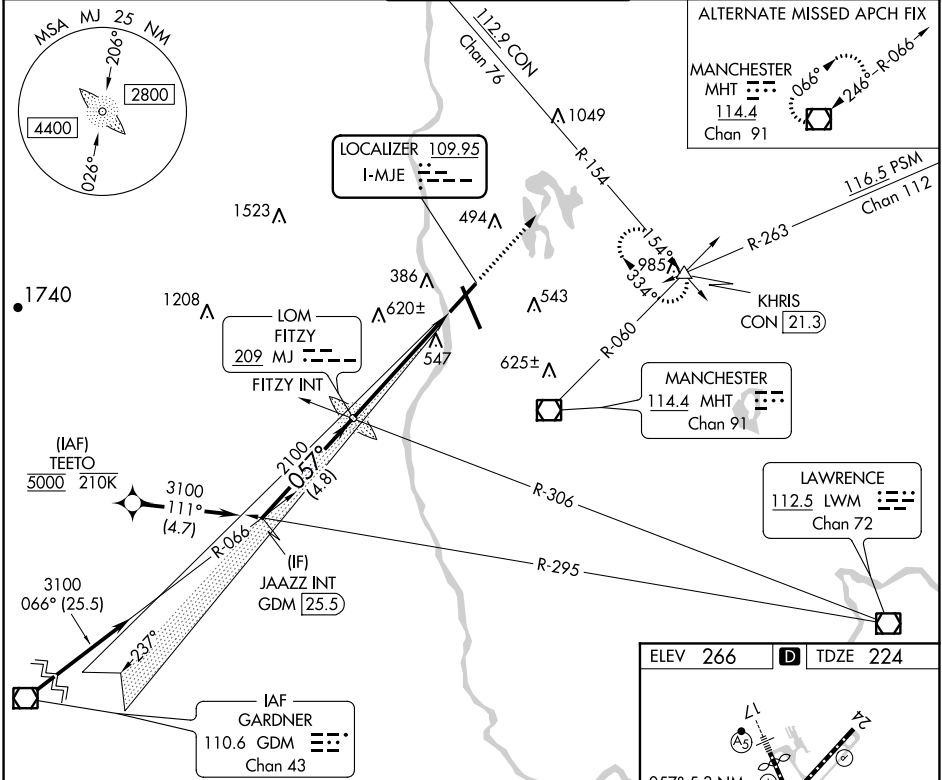 MSA MJ 25 NM
206°
2800
4400
026°
112.9 CON
Chan 76
ALTERNATE MISSED APCH FIX
MANCHESTER
MHT
114.4
Chan 91
066°
246°
R-066
1049
LOCALIZER 109.95
I-MJE
R-154
116.5 PSM
Chan 112
R-263
1523
494
154°
985
334°
KHRIS
CON 21.3
1740
1208
386
620±
543
LOM
FITZY
209 MJ
FITZY INT
547
625±
R-060
MANCHESTER
114.4 MHT
Chan 91
(IAF)
TEETO
5000 210K
3100
111°
(4.7)
2100
057°
(4.8)
R-066
R-306
LAWRENCE
112.5 LWM
Chan 72
(IF)
JAAZZ INT
GDM 25.5
R-295
3100
066° (25.5)
237°
IAF
GARDNER
110.6 GDM
Chan 43
ELEV 266 D TDZE 224
17
24
A5
P